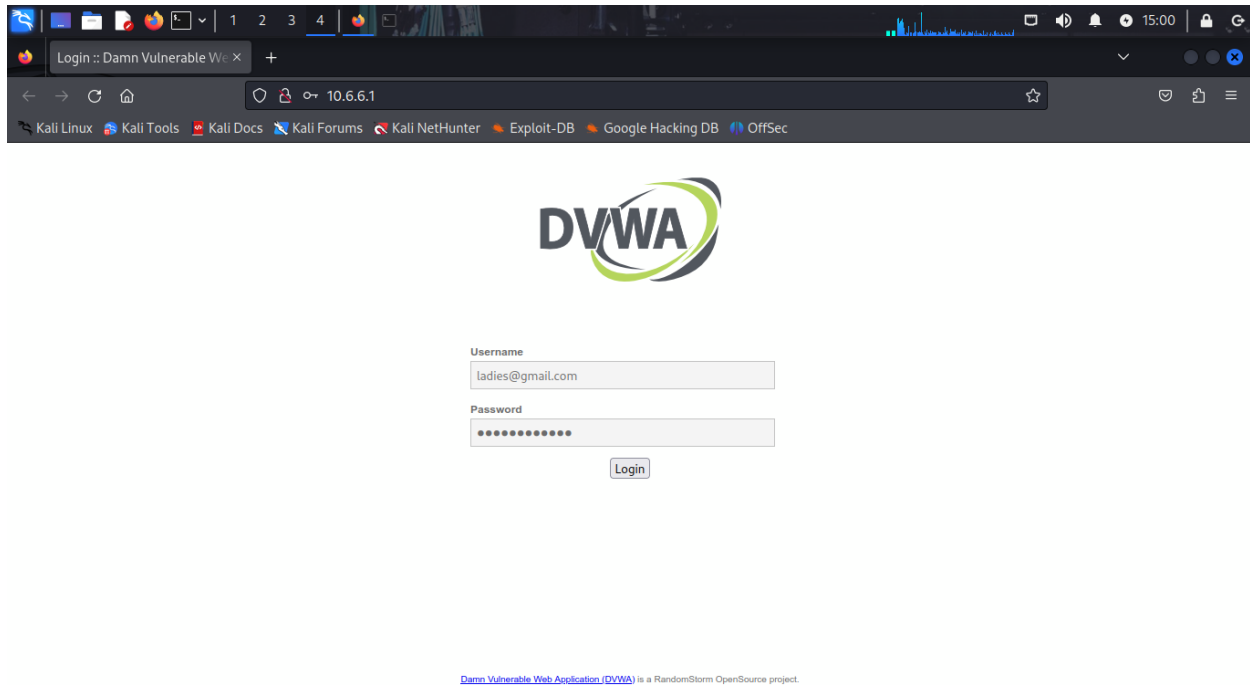 1 2 3 4 15:00
Login :: Damn Vulnerable We
10.6.6.1
Kali Linux Kali Tools Kali Docs Kali Forums Kali NetHunter Exploit-DB Google Hacking DB OffSec
DVWA
Username
ladies@gmail.com
Password
●●●●●●●●●●●●
Login
Damn Vulnerable Web Application (DVWA) is a RandomStorm OpenSource project.